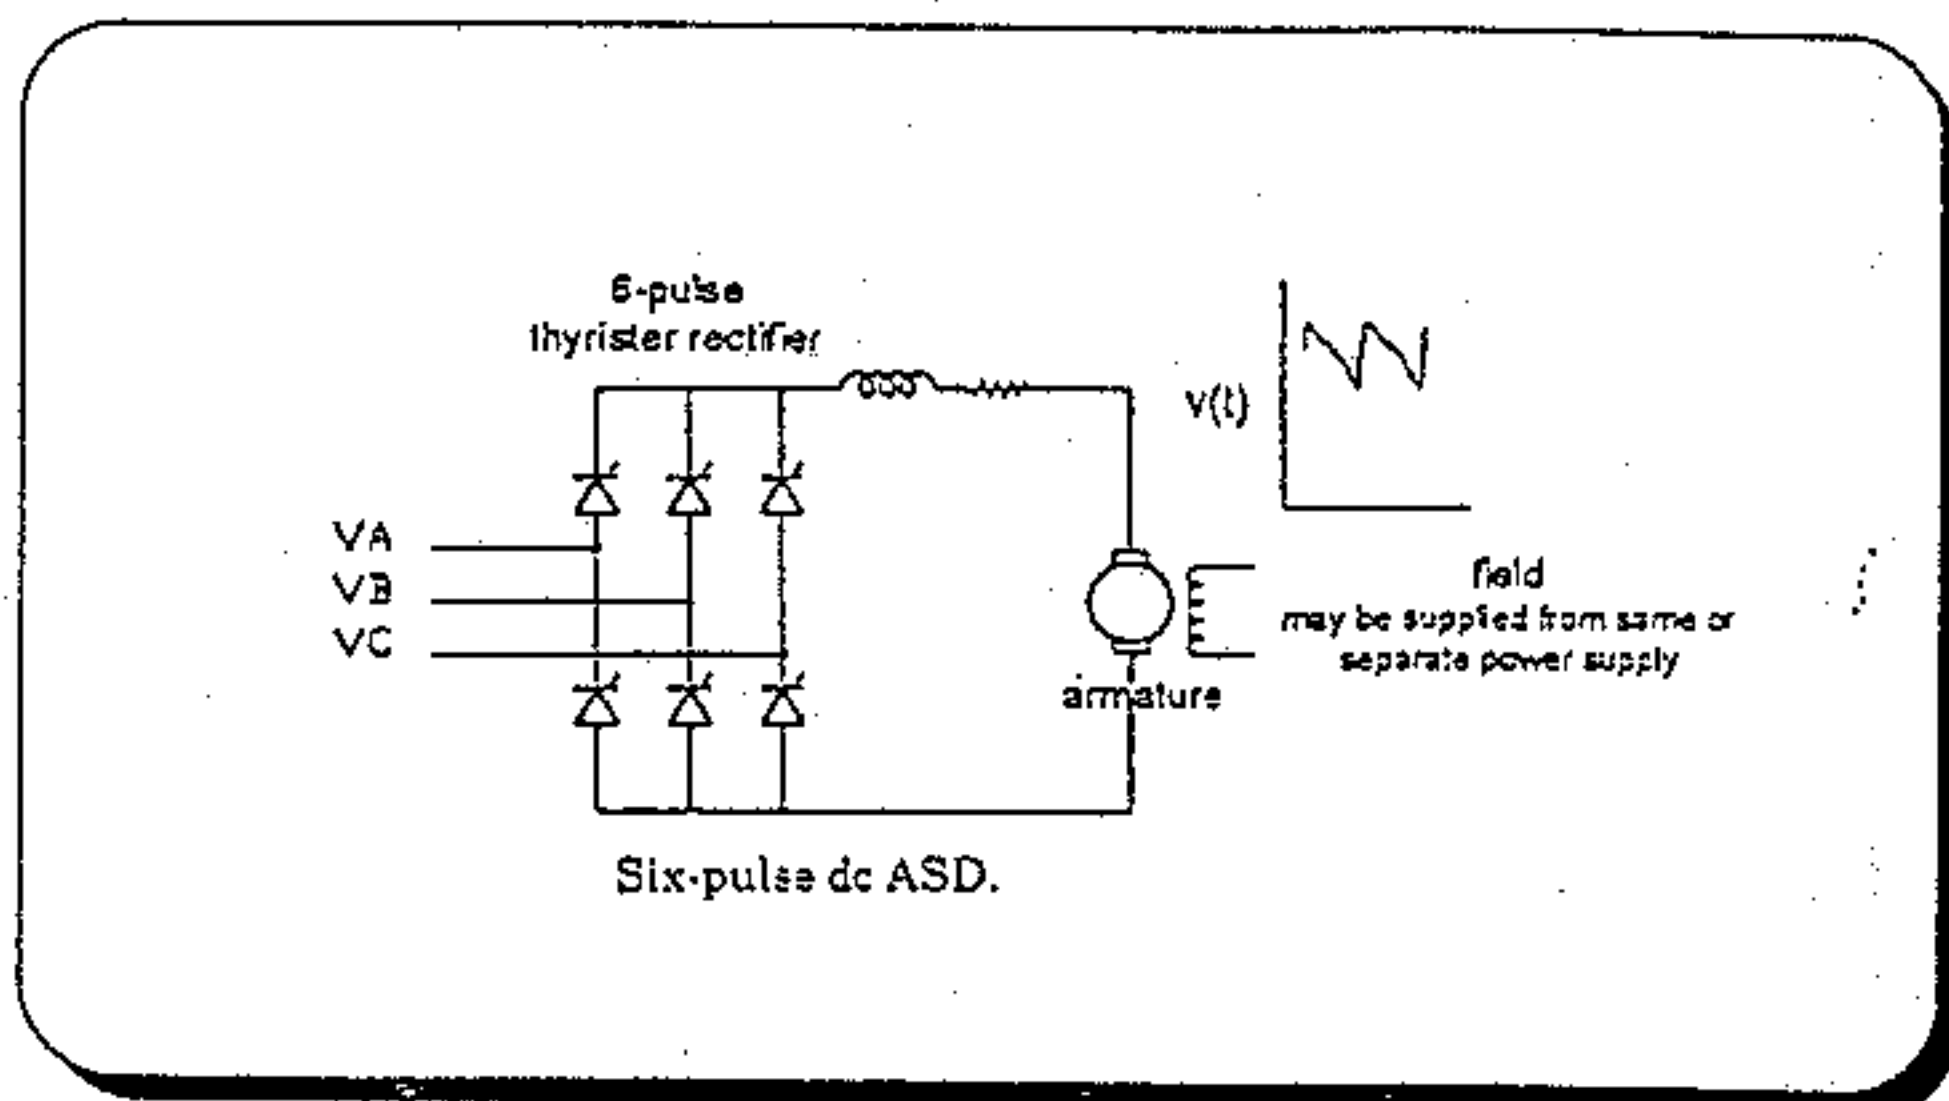 6-pulse
thyrister rectifier
v(t)
VA
VB
VC
field
may be supplied from same or
separate power supply
armature
Six-pulse dc ASD.